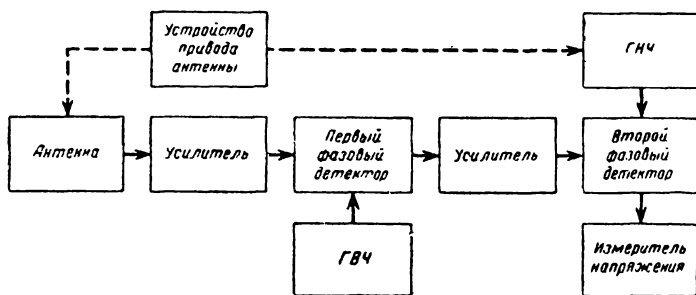 Устройство
привода
антенны
ГНЧ
Антенна
Усилитель
Первый
фазовый
детектор
Усилитель
Второй
фазовый
детектор
ГВЧ
Измеритель
напряжения